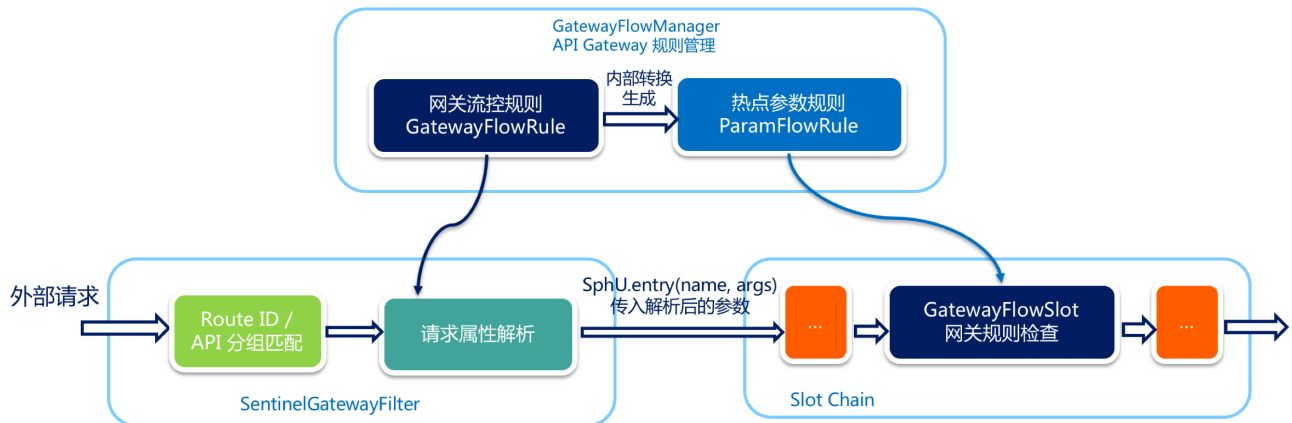 GatewayFlowManager
API Gateway 规则管理
网关流控规则
GatewayFlowRule
内部转换
生成
热点参数规则
ParamFlowRule
外部请求
Route ID /
API 分组匹配
请求属性解析
SphU.entry(name, args)
传入解析后的参数
...
GatewayFlowSlot
网关规则检查
...
SentinelGatewayFilter
Slot Chain